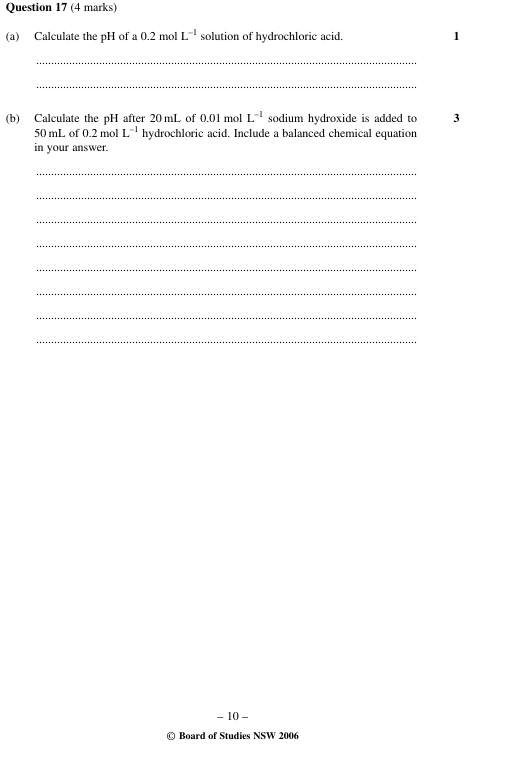 Question 17 (4 marks)
(a) Calculate the pH of a 0.2 mol L⁻¹ solution of hydrochloric acid. 1
..........................................................................................................................
..........................................................................................................................
(b) Calculate the pH after 20 mL of 0.01 mol L⁻¹ sodium hydroxide is added to 3
50 mL of 0.2 mol L⁻¹ hydrochloric acid. Include a balanced chemical equation
in your answer.
..........................................................................................................................
..........................................................................................................................
..........................................................................................................................
..........................................................................................................................
..........................................................................................................................
..........................................................................................................................
..........................................................................................................................
..........................................................................................................................
– 10 –
© Board of Studies NSW 2006